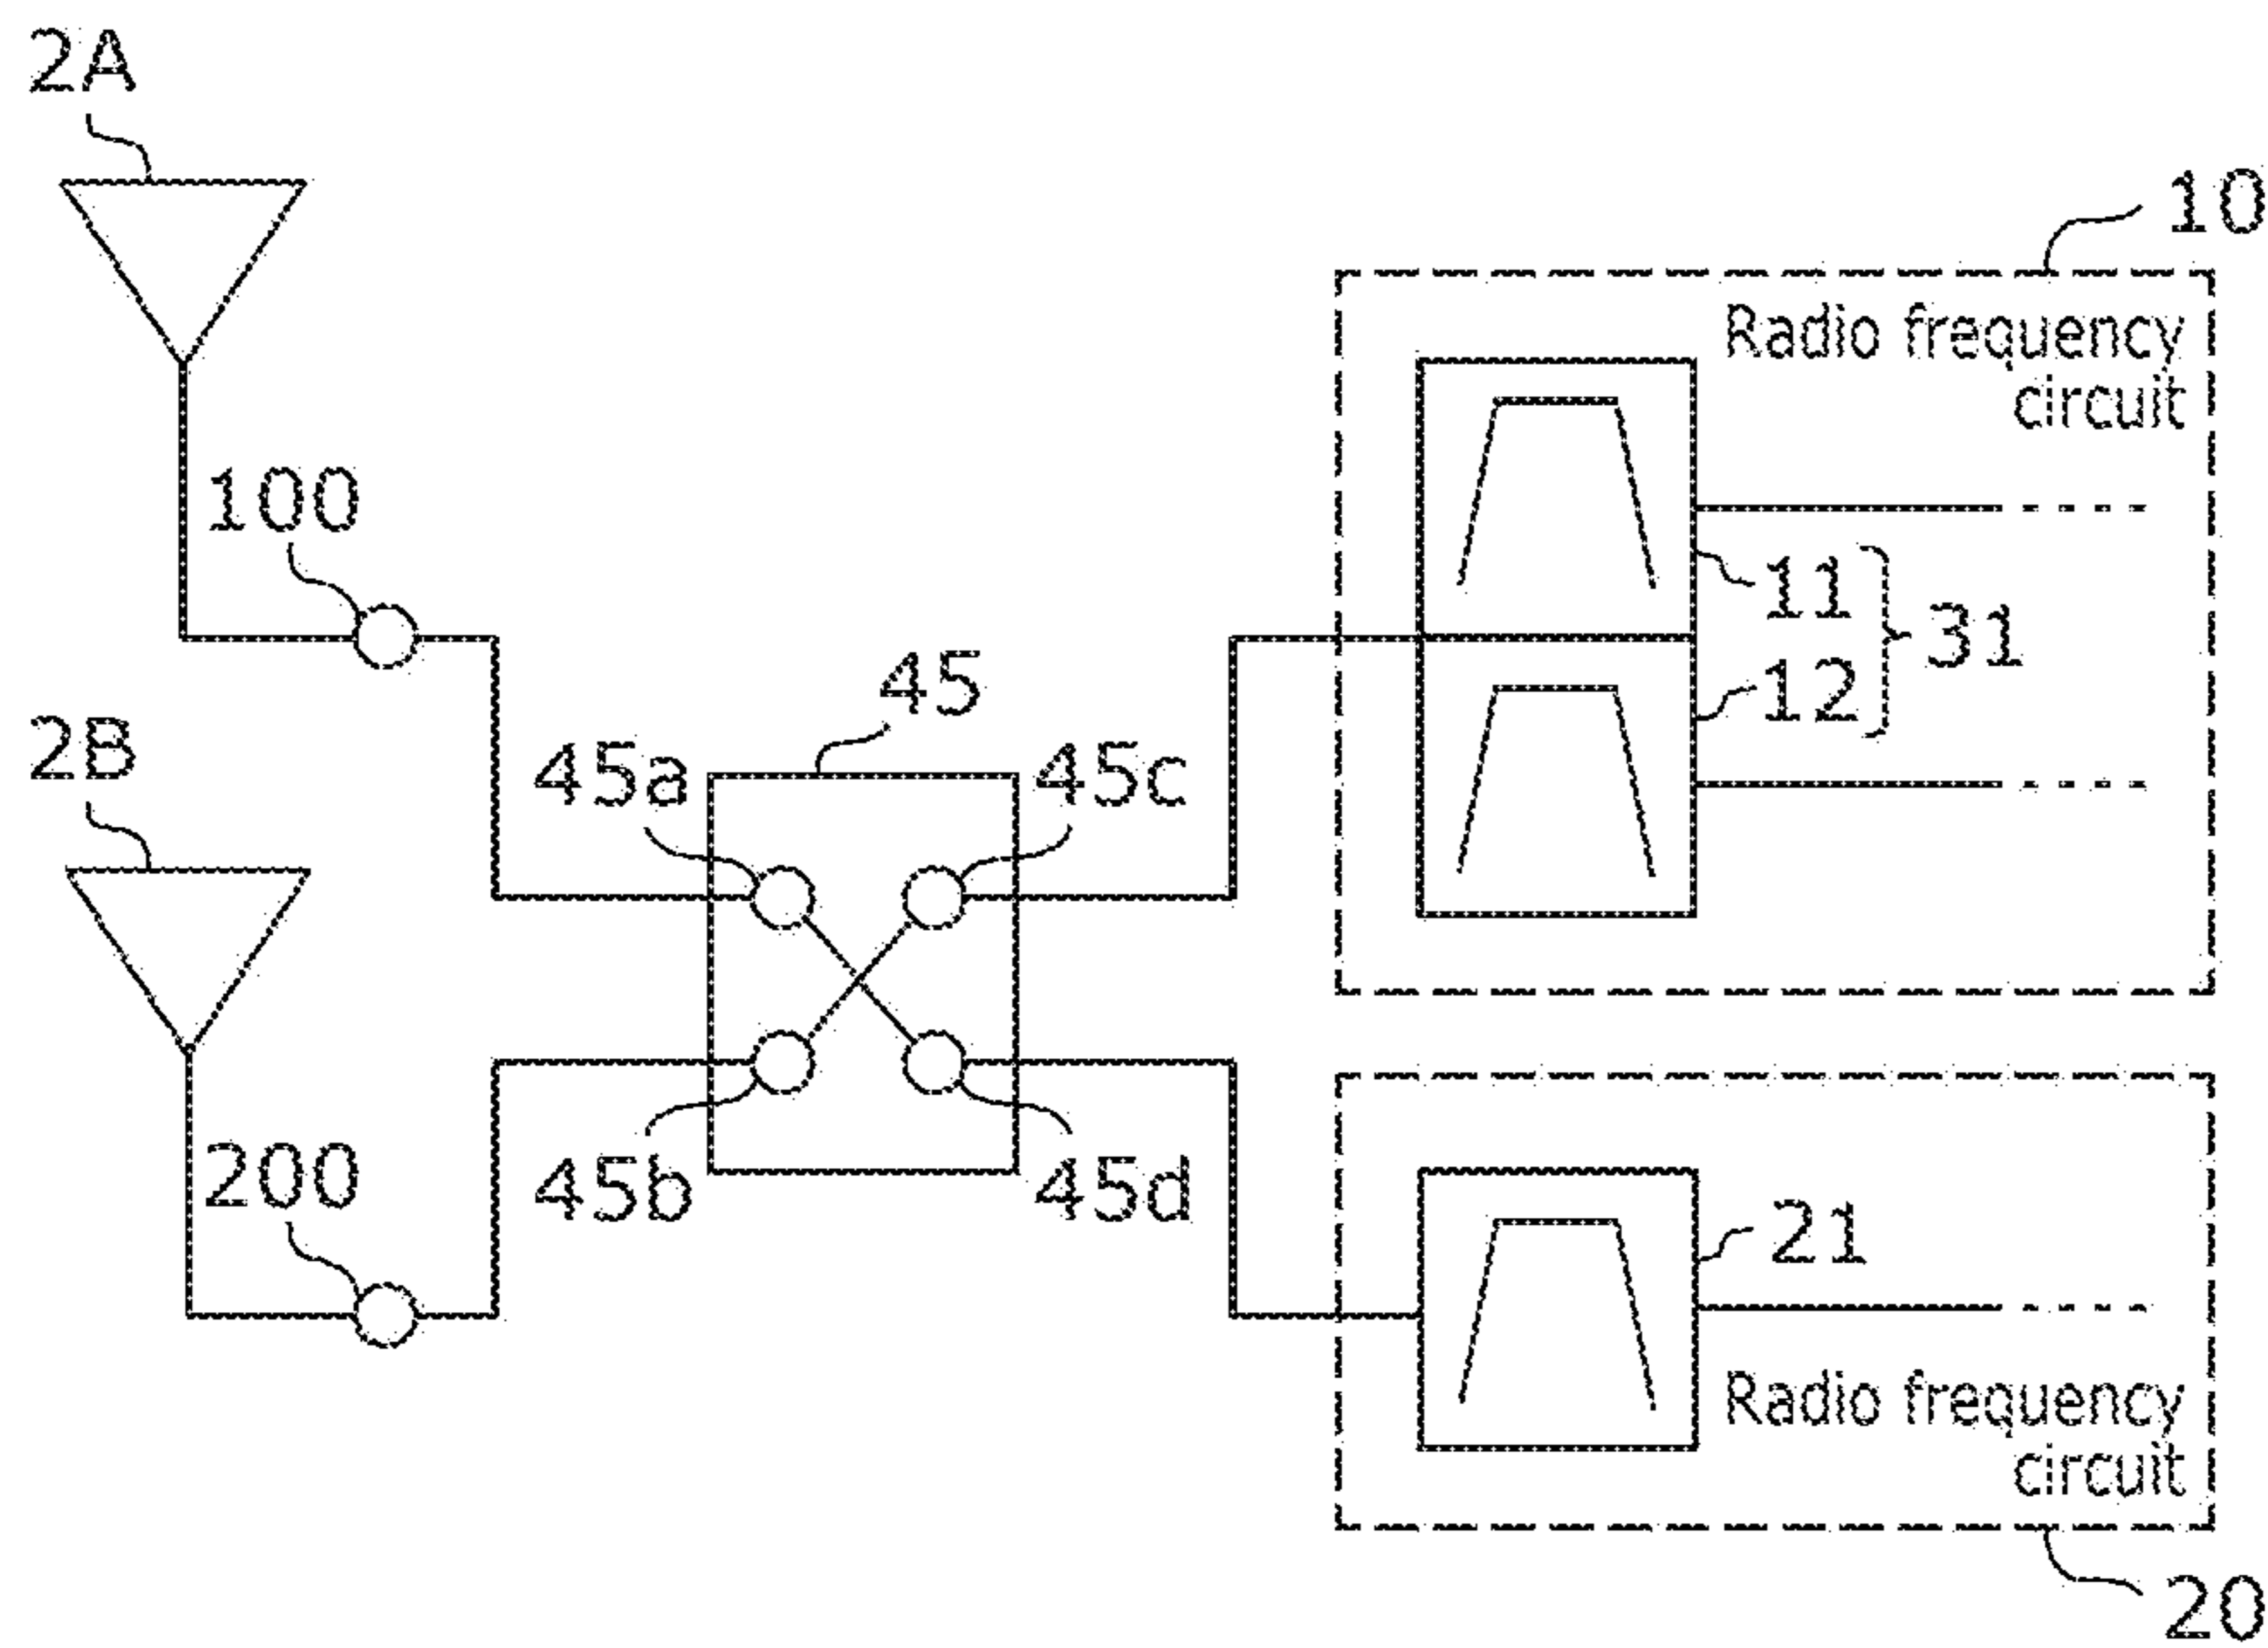 2A
10
Radio frequency
circuit
100
11
31
12
45
2B
45a
45c
200
45b
45d
21
Radio frequency
circuit
20